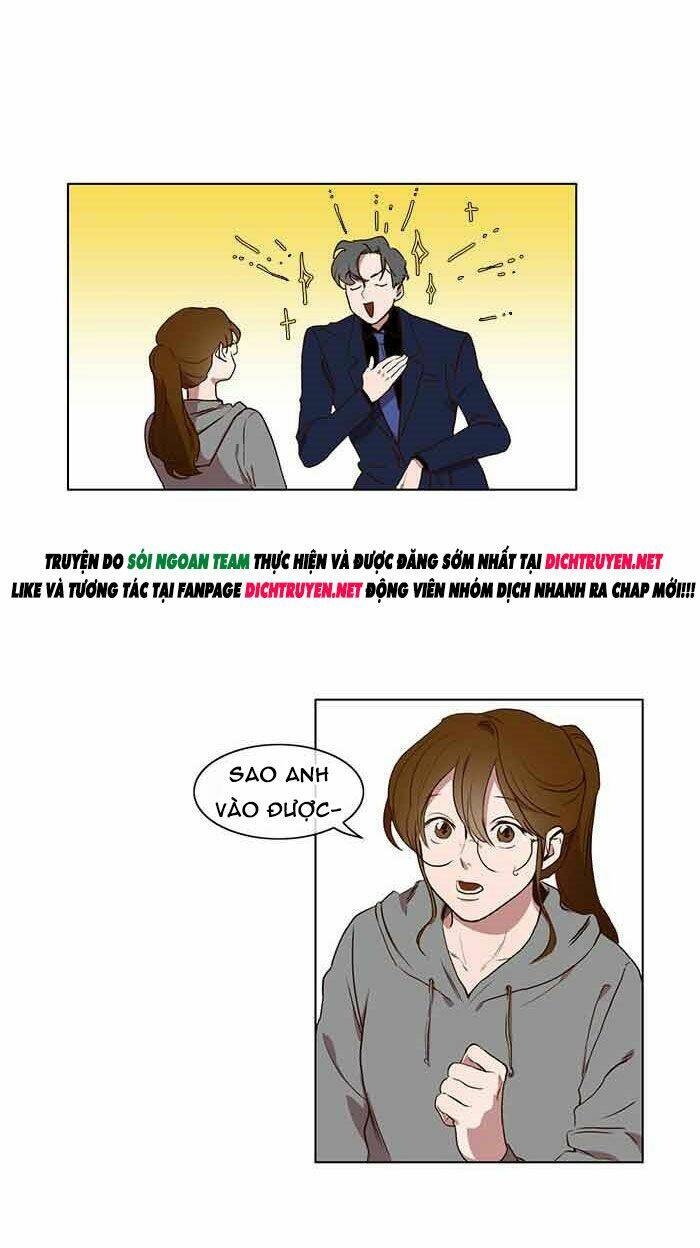 TRUYỆN DO SÓI NGOAN TEAM THỰC HIỆN VÀ ĐƯỢC ĐĂNG SỚM NHẤT TẠI DICHTRUYEN.NET
LIKE VÀ TƯƠNG TÁC TẠI FANPAGE DICHTRUYEN.NET ĐỘNG VIÊN NHÓM DỊCH NHANH RA CHAP MỚI!!!
SAO ANH
VÀO ĐƯỢC-